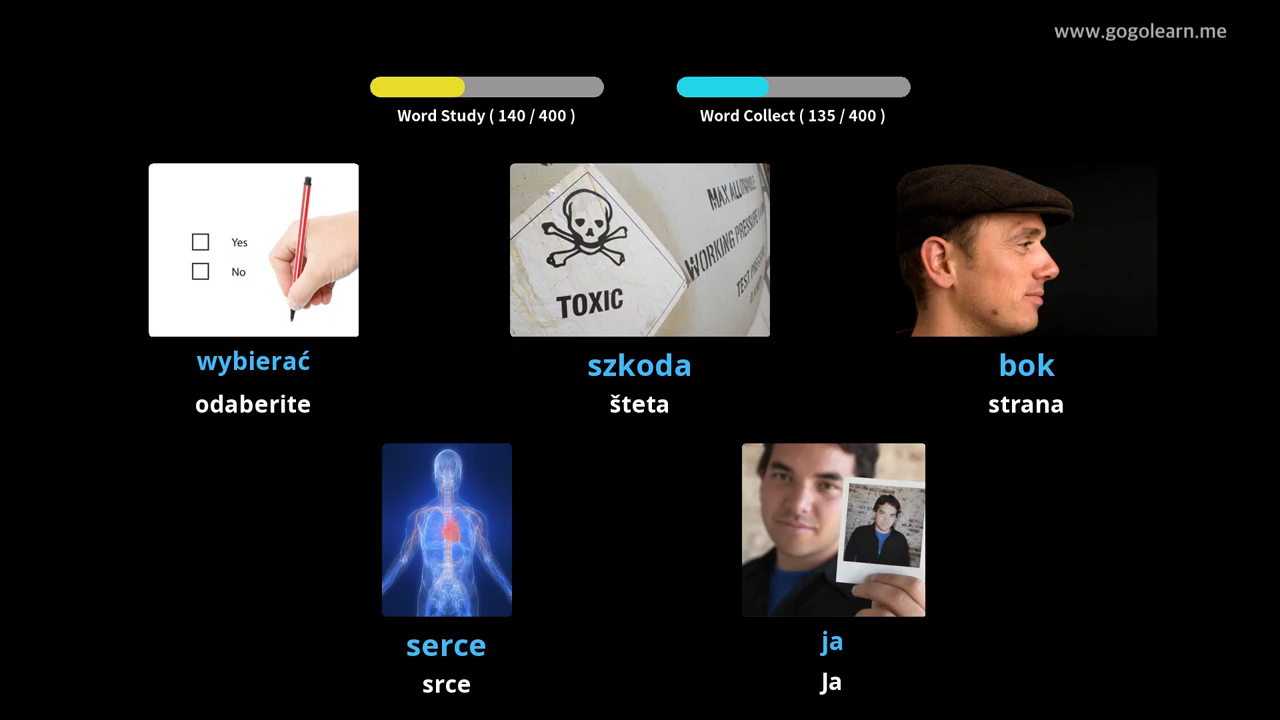 www.gogolearn.me
Word Study ( 140 / 400 )
Word Collect ( 135 / 400 )
Yes
No
TOXIC
MAX ALLOWABLE
WORKING PRESSURE
TEST PRESS
wybierać
odaberite
szkoda
šteta
bok
strana
serce
srce
ja
Ja